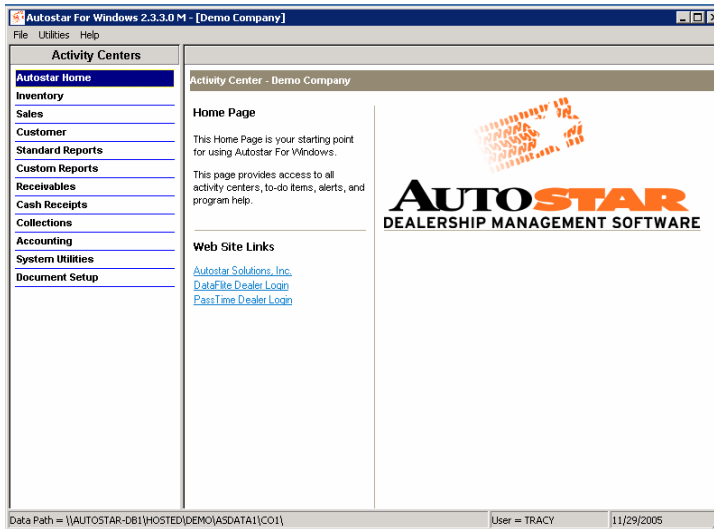 Autostar For Windows 2.3.3.0 M - [Demo Company]
File Utilities Help
Activity Centers
Autostar Home
Inventory
Sales
Customer
Standard Reports
Custom Reports
Receivables
Cash Receipts
Collections
Accounting
System Utilities
Document Setup
Activity Center - Demo Company
Home Page
This Home Page is your starting point
for using Autostar For Windows.
This page provides access to all
activity centers, to-do items, alerts, and
program help.
Web Site Links
Autostar Solutions, Inc.
DataFlite Dealer Login
PassTime Dealer Login
AUTOSTAR
DEALERSHIP MANAGEMENT SOFTWARE
Data Path = \\AUTOSTAR-DB1\HOSTED\DEMO\ASDATA1\CO1\
User = TRACY
11/29/2005